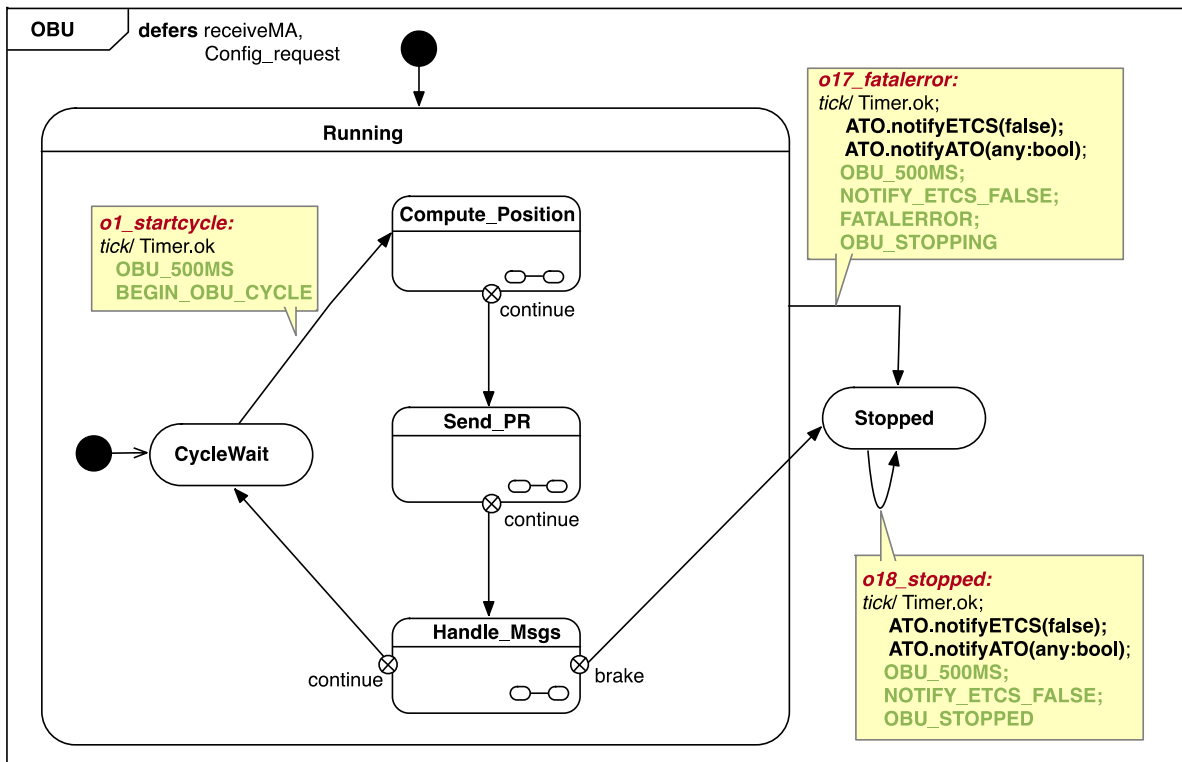 OBU
defers receiveMA,
Config_request
o17_fatalerror:
tick/ Timer.ok;
ATO.notifyETCS(false);
ATO.notifyATO(any:bool);
OBU_500MS;
NOTIFY_ETCS_FALSE;
FATALERROR;
OBU_STOPPING
Running
o1_startcycle:
tick/ Timer.ok
OBU_500MS
BEGIN_OBU_CYCLE
Compute_Position
continue
Send_PR
continue
CycleWait
Stopped
Handle_Msgs
continue
brake
o18_stopped:
tick/ Timer.ok;
ATO.notifyETCS(false);
ATO.notifyATO(any:bool);
OBU_500MS;
NOTIFY_ETCS_FALSE;
OBU_STOPPED